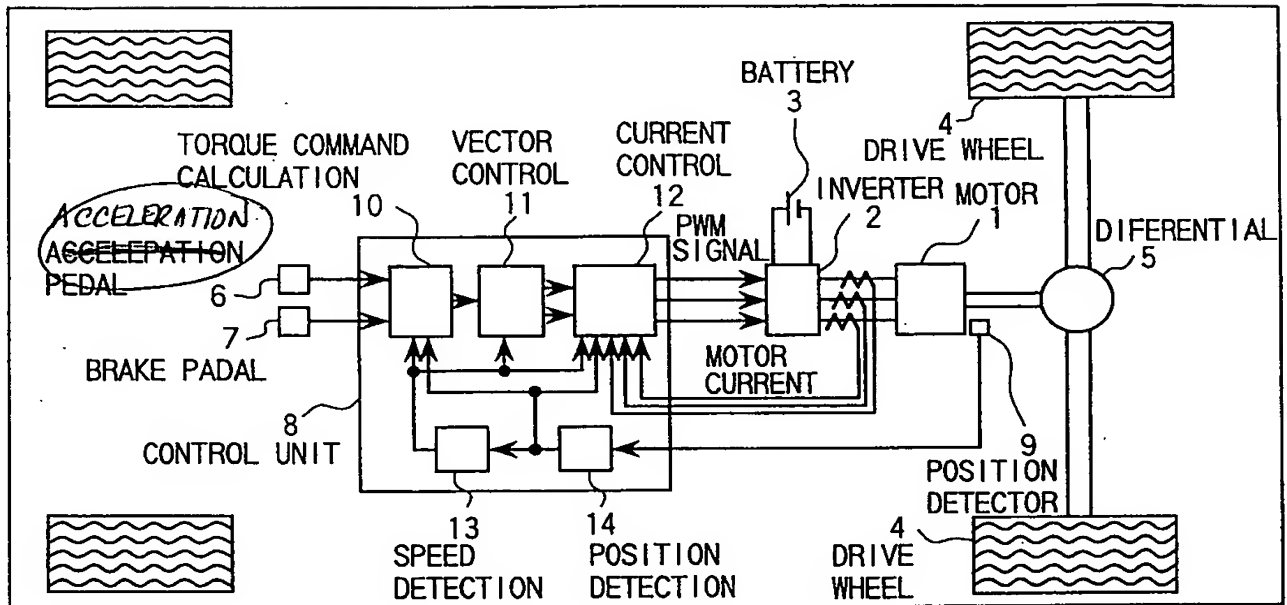 BATTERY
3
4
DRIVE WHEEL
TORQUE COMMAND
CALCULATION
10
VECTOR
CONTROL
11
CURRENT
CONTROL
12
INVERTER
2
MOTOR
1
PWM
SIGNAL
DIFERENTIAL
5
ACCELERATION
ACCELEPATION
PEDAL
6
7
BRAKE PADAL
MOTOR
CURRENT
8
CONTROL UNIT
9
POSITION
DETECTOR
13
SPEED
DETECTION
14
POSITION
DETECTION
4
DRIVE
WHEEL